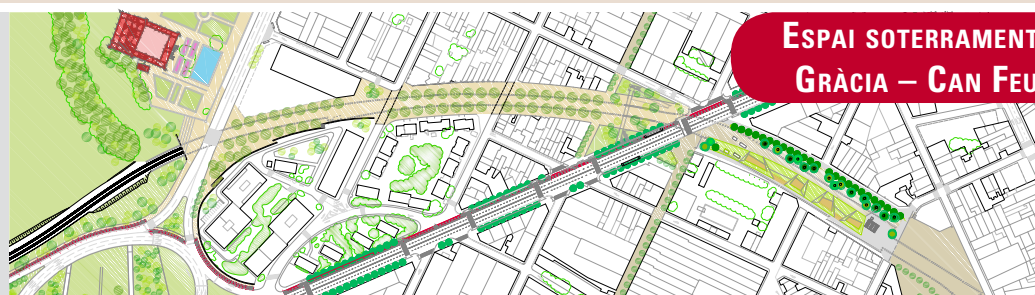 ESPAI SOTERRAMENT
GRÀCIA – CAN FEU